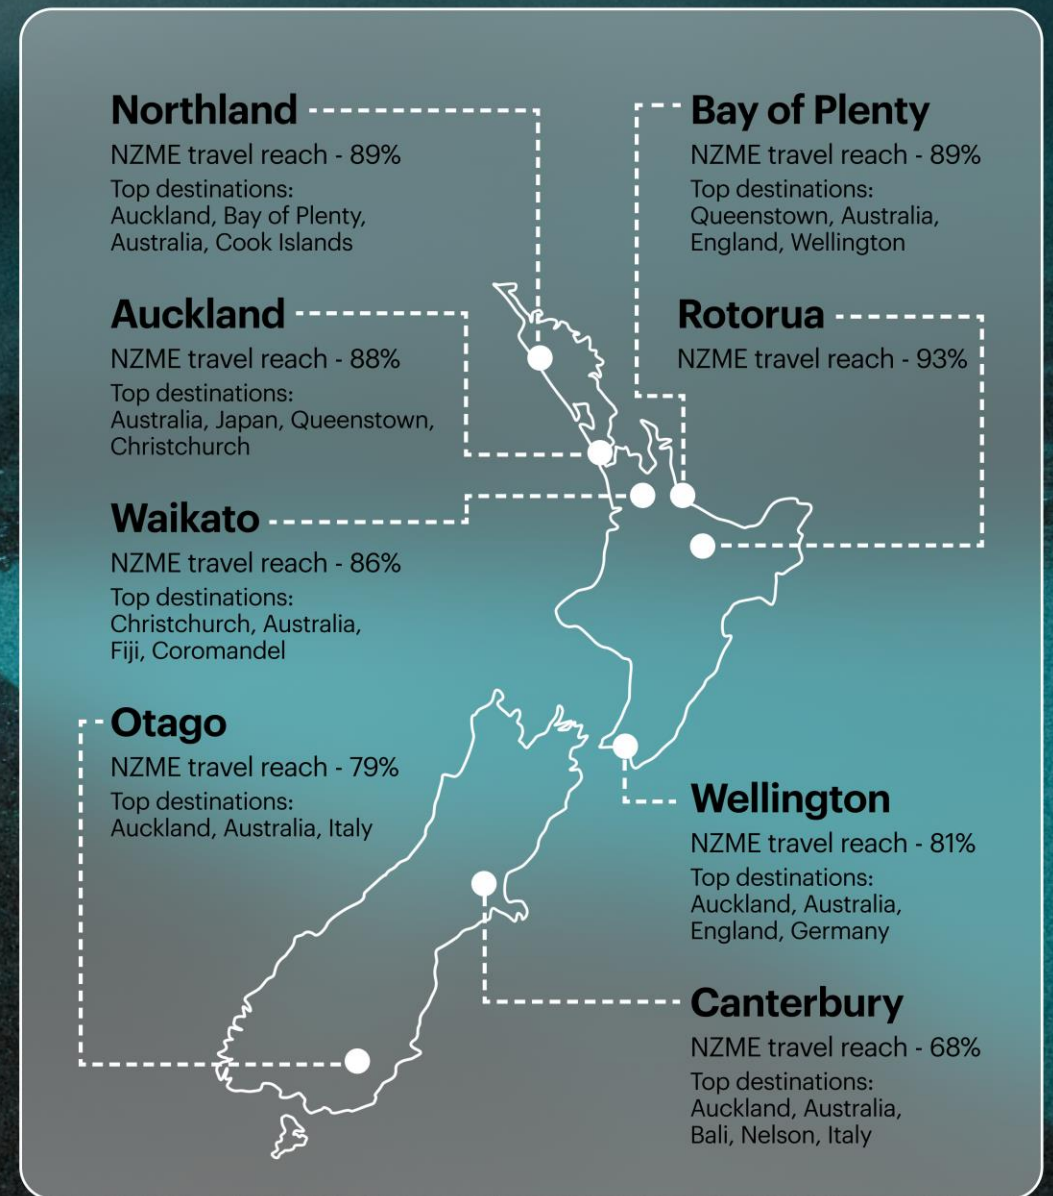 Northland
NZME travel reach - 89%
Top destinations:
Auckland, Bay of Plenty,
Australia, Cook Islands
Auckland
NZME travel reach - 88%
Top destinations:
Australia, Japan, Queenstown,
Christchurch
Waikato
NZME travel reach - 86%
Top destinations:
Christchurch, Australia,
Fiji, Coromandel
Otago
NZME travel reach - 79%
Top destinations:
Auckland, Australia, Italy
Bay of Plenty
NZME travel reach - 89%
Top destinations:
Queenstown, Australia,
England, Wellington
Rotorua
NZME travel reach - 93%
Wellington
NZME travel reach - 81%
Top destinations:
Auckland, Australia,
England, Germany
Canterbury
NZME travel reach - 68%
Top destinations:
Auckland, Australia,
Bali, Nelson, Italy